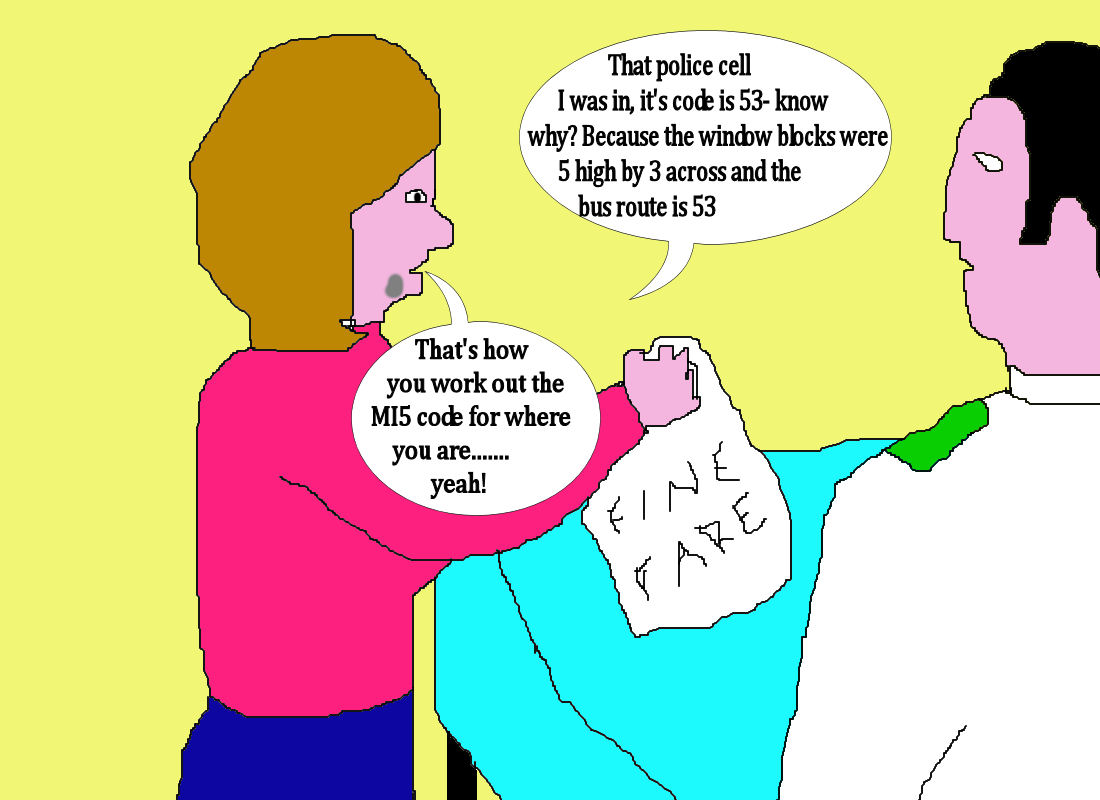 That police cell
I was in, it's code is 53- know
why? Because the window blocks were
5 high by 3 across and the
bus route is 53
That's how
you work out the
MI5 code for where
you are.......
yeah!
FINE
CARE